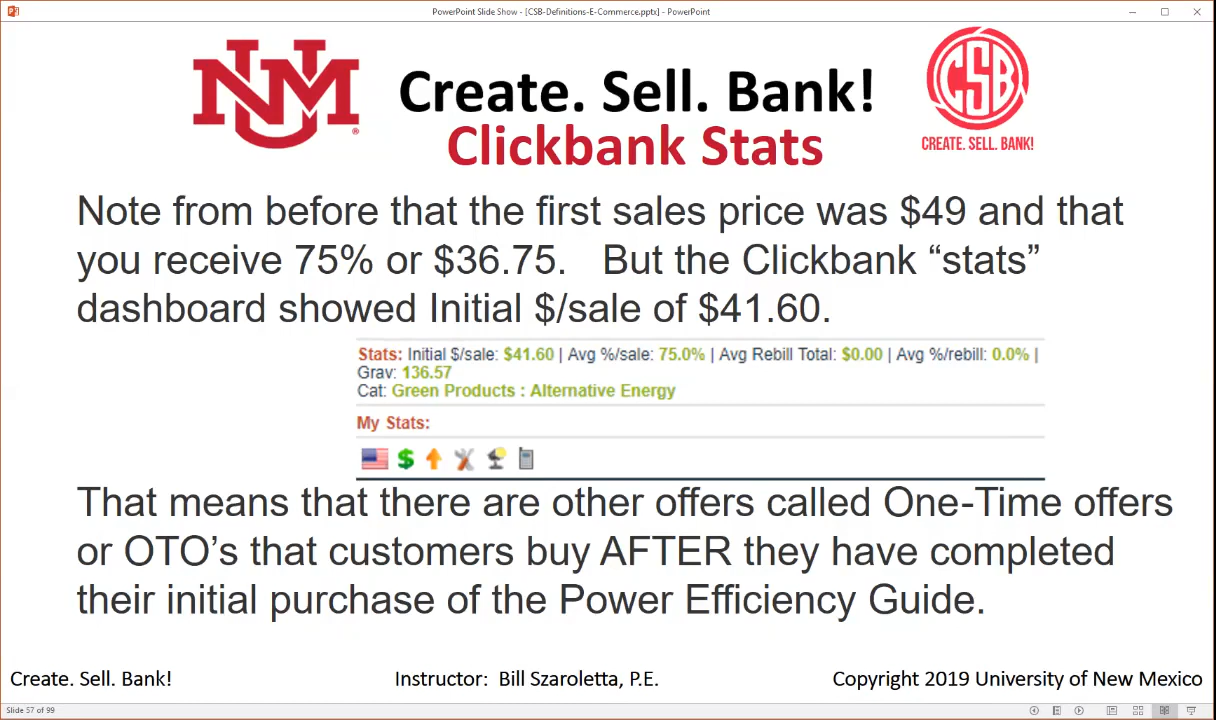 PowerPoint Slide Show - [CSB-Definitions-E-Commerce.pptx] - PowerPoint
UNM
®
Create. Sell. Bank!
Clickbank Stats
CSB
CREATE. SELL. BANK!
Note from before that the first sales price was $49 and that
you receive 75% or $36.75. But the Clickbank “stats”
dashboard showed Initial $/sale of $41.60.
Stats: Initial $/sale: $41.60 | Avg %/sale: 75.0% | Avg Rebill Total: $0.00 | Avg %/rebill: 0.0% |
Grav: 136.57
Cat: Green Products : Alternative Energy
My Stats:
That means that there are other offers called One-Time offers
or OTO’s that customers buy AFTER they have completed
their initial purchase of the Power Efficiency Guide.
Create. Sell. Bank!
Instructor: Bill Szaroletta, P.E.
Copyright 2019 University of New Mexico
Slide 57 of 99